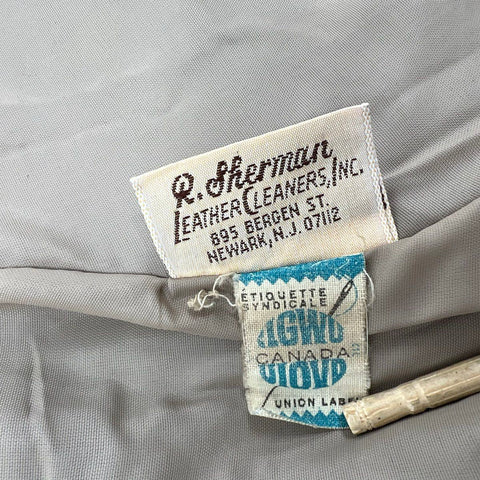 R. Sherman
LEATHER CLEANERS, INC.
895 BERGEN ST.
NEWARK, N.J. 07112
ETIQUETTE
SYNDICALE
ILGWU
CANADA
UIOVD
UNION LABEL